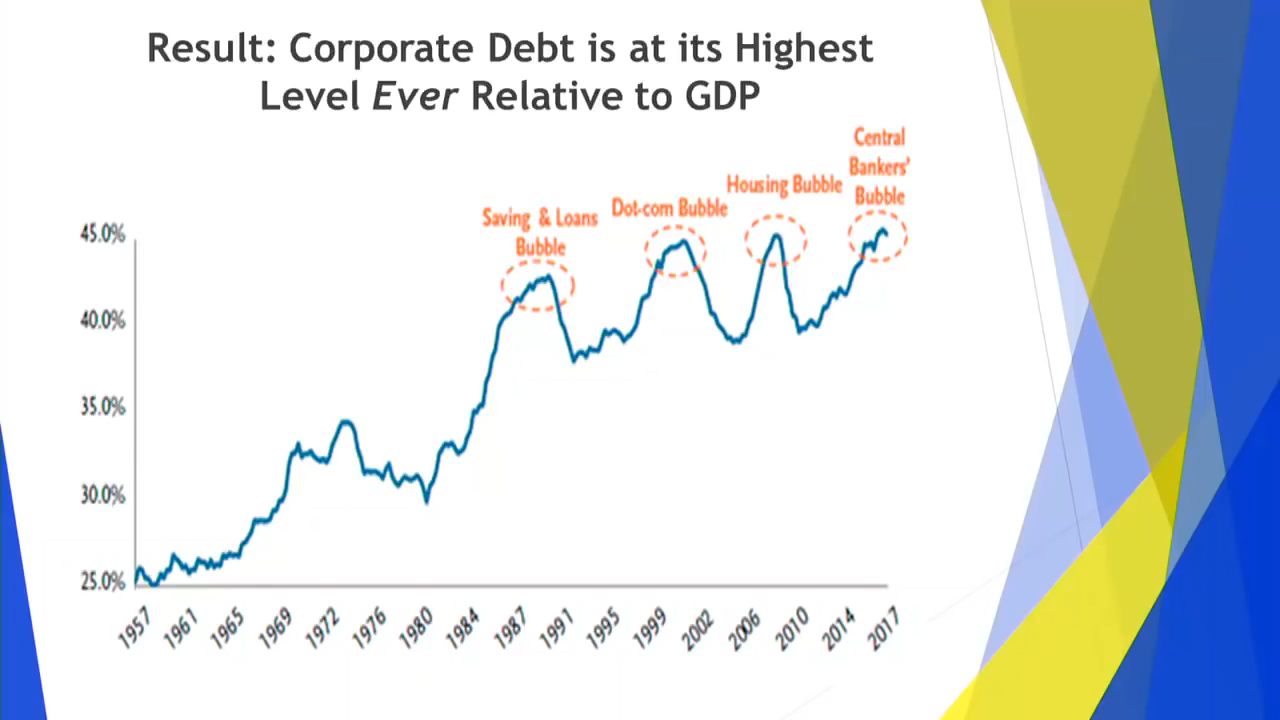 Result: Corporate Debt is at its Highest
Level Ever Relative to GDP
Central
Bankers'
Bubble
Housing Bubble
Dot-com Bubble
Saving & Loans
Bubble
45.0%
40.0%
35.0%
30.0%
25.0%
1957
1961
1965
1969
1972
1976
1980
1984
1987
1991
1995
1999
2002
2006
2010
2014
2017